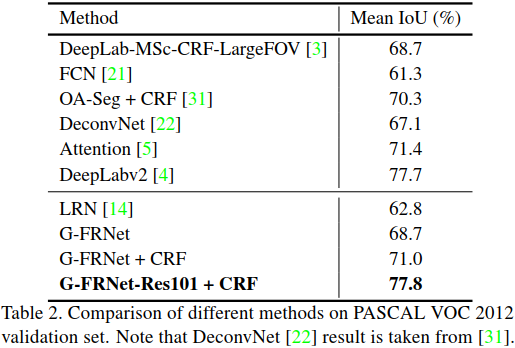 Method Mean IoU (%)
DeepLab-MSc-CRF-LargeFOV [3] 68.7
FCN [21] 61.3
OA-Seg + CRF [31] 70.3
DeconvNet [22] 67.1
Attention [5] 71.4
DeepLabv2 [4] 77.7
LRN [14] 62.8
G-FRNet 68.7
G-FRNet + CRF 71.0
G-FRNet-Res101 + CRF 77.8
Table 2. Comparison of different methods on PASCAL VOC 2012
validation set. Note that DeconvNet [22] result is taken from [31].